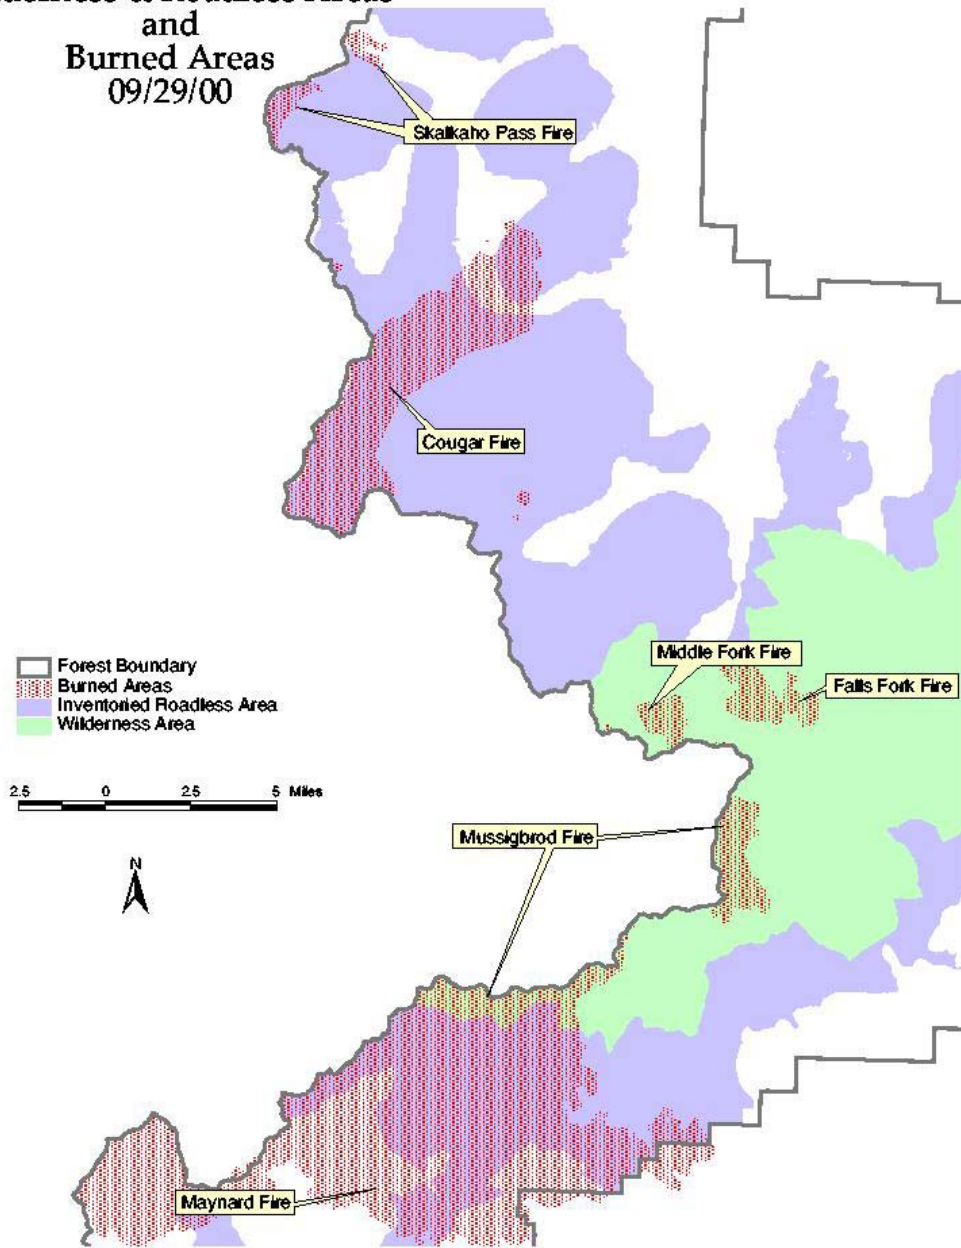 and
Burned Areas
09/29/00
Skalkaho Pass Fire
Cougar Fire
Forest Boundary
Burned Areas
Inventoried Roadless Area
Wilderness Area
Middle Fork Fire
Falls Fork Fire
2.5 0 2.5 5 Miles
Mussigbrod Fire
N
Maynard Fire